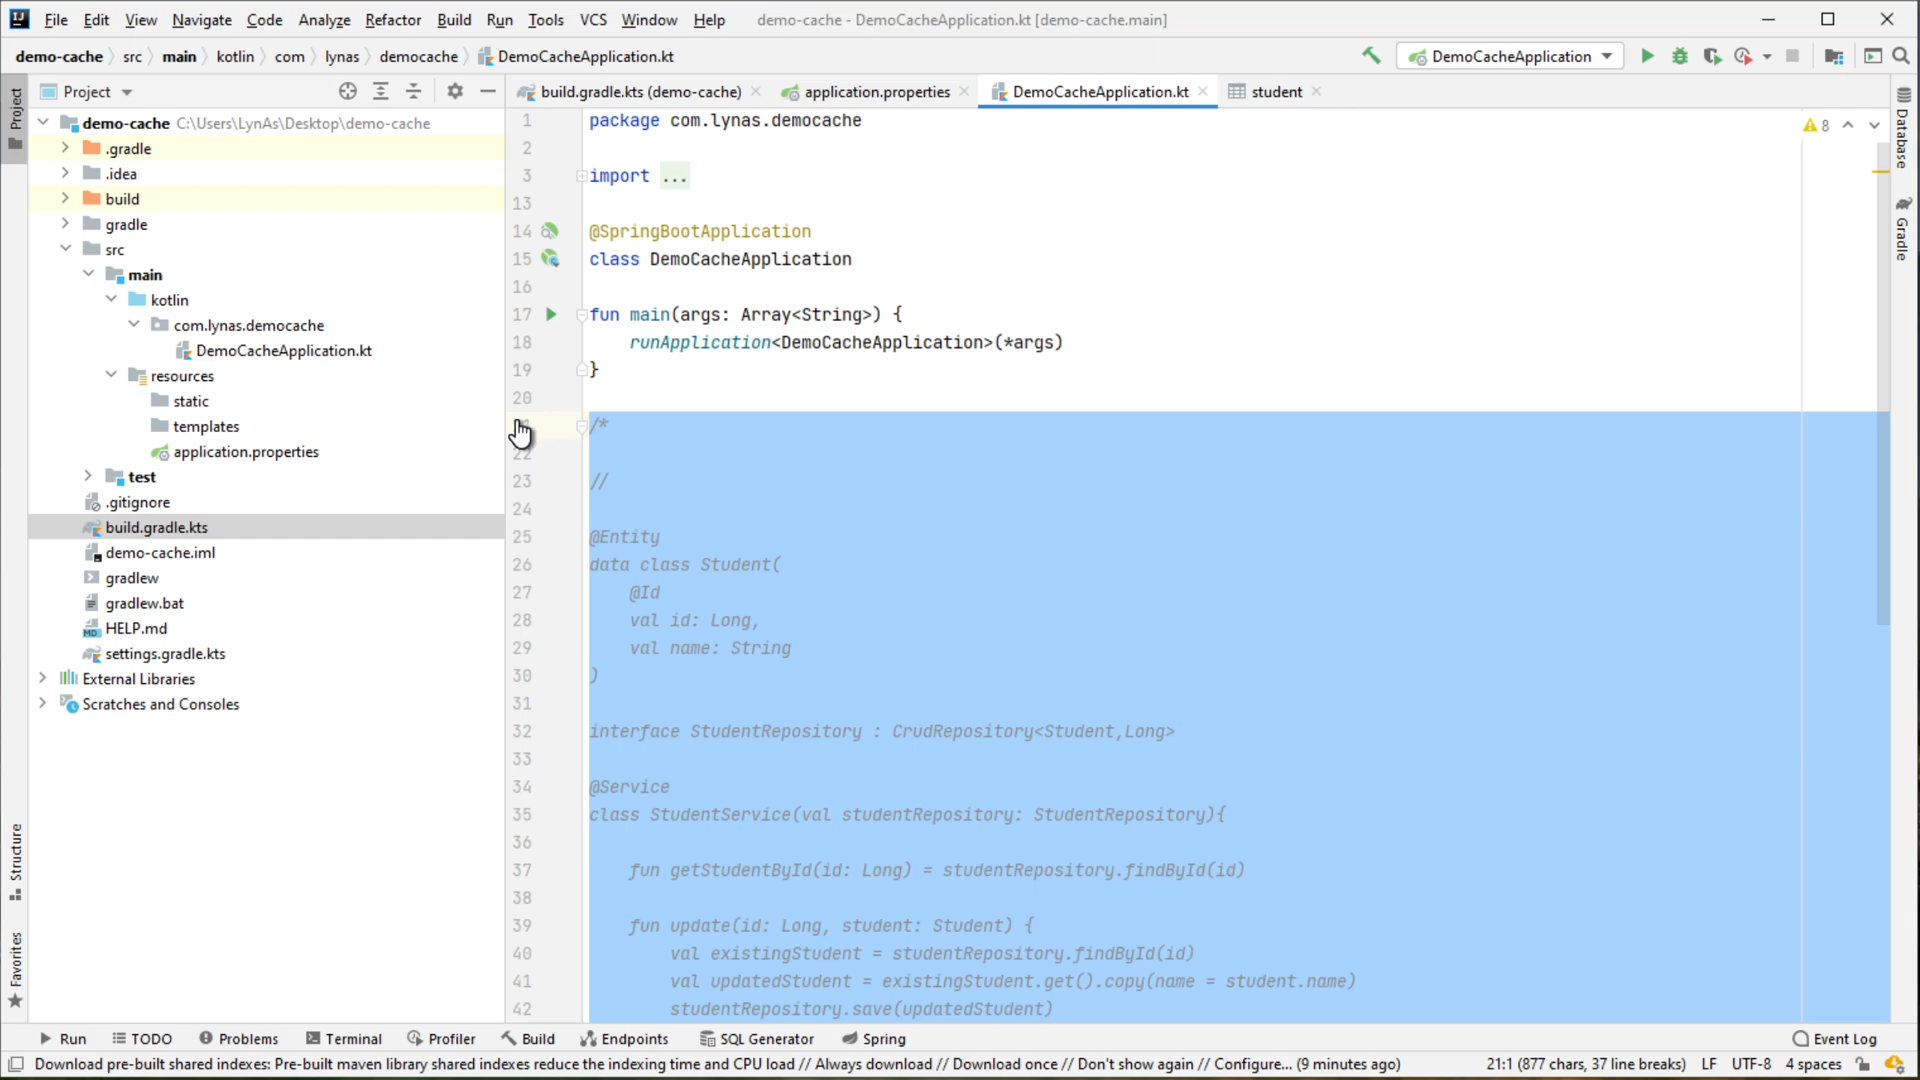 File Edit View Navigate Code Analyze Refactor Build Run Tools VCS Window Help demo-cache - DemoCacheApplication.kt [demo-cache.main]
demo-cache src main kotlin com lynas democache DemoCacheApplication.kt DemoCacheApplication
Project
build.gradle.kts (demo-cache) application.properties DemoCacheApplication.kt student
Project
demo-cache C:\Users\LynAs\Desktop\demo-cache
.gradle
.idea
build
gradle
src
main
kotlin
com.lynas.democache
DemoCacheApplication.kt
resources
static
templates
application.properties
test
.gitignore
build.gradle.kts
demo-cache.iml
gradlew
gradlew.bat
HELP.md
settings.gradle.kts
External Libraries
Scratches and Consoles
Structure
Favorites
1 package com.lynas.democache
2
3 import ...
13
14 @SpringBootApplication
15 class DemoCacheApplication
16
17 fun main(args: Array<String>) {
18 runApplication<DemoCacheApplication>(*args)
19 }
20
/*
22
23 //
24
25 @Entity
26 data class Student(
27 @Id
28 val id: Long,
29 val name: String
30 )
31
32 interface StudentRepository : CrudRepository<Student,Long>
33
34 @Service
35 class StudentService(val studentRepository: StudentRepository){
36
37 fun getStudentById(id: Long) = studentRepository.findById(id)
38
39 fun update(id: Long, student: Student) {
40 val existingStudent = studentRepository.findById(id)
41 val updatedStudent = existingStudent.get().copy(name = student.name)
42 studentRepository.save(updatedStudent)
8
Database
Gradle
Run TODO Problems Terminal Profiler Build Endpoints SQL Generator Spring Event Log
Download pre-built shared indexes: Pre-built maven library shared indexes reduce the indexing time and CPU load // Always download // Download once // Don't show again // Configure... (9 minutes ago) 21:1 (877 chars, 37 line breaks) LF UTF-8 4 spaces